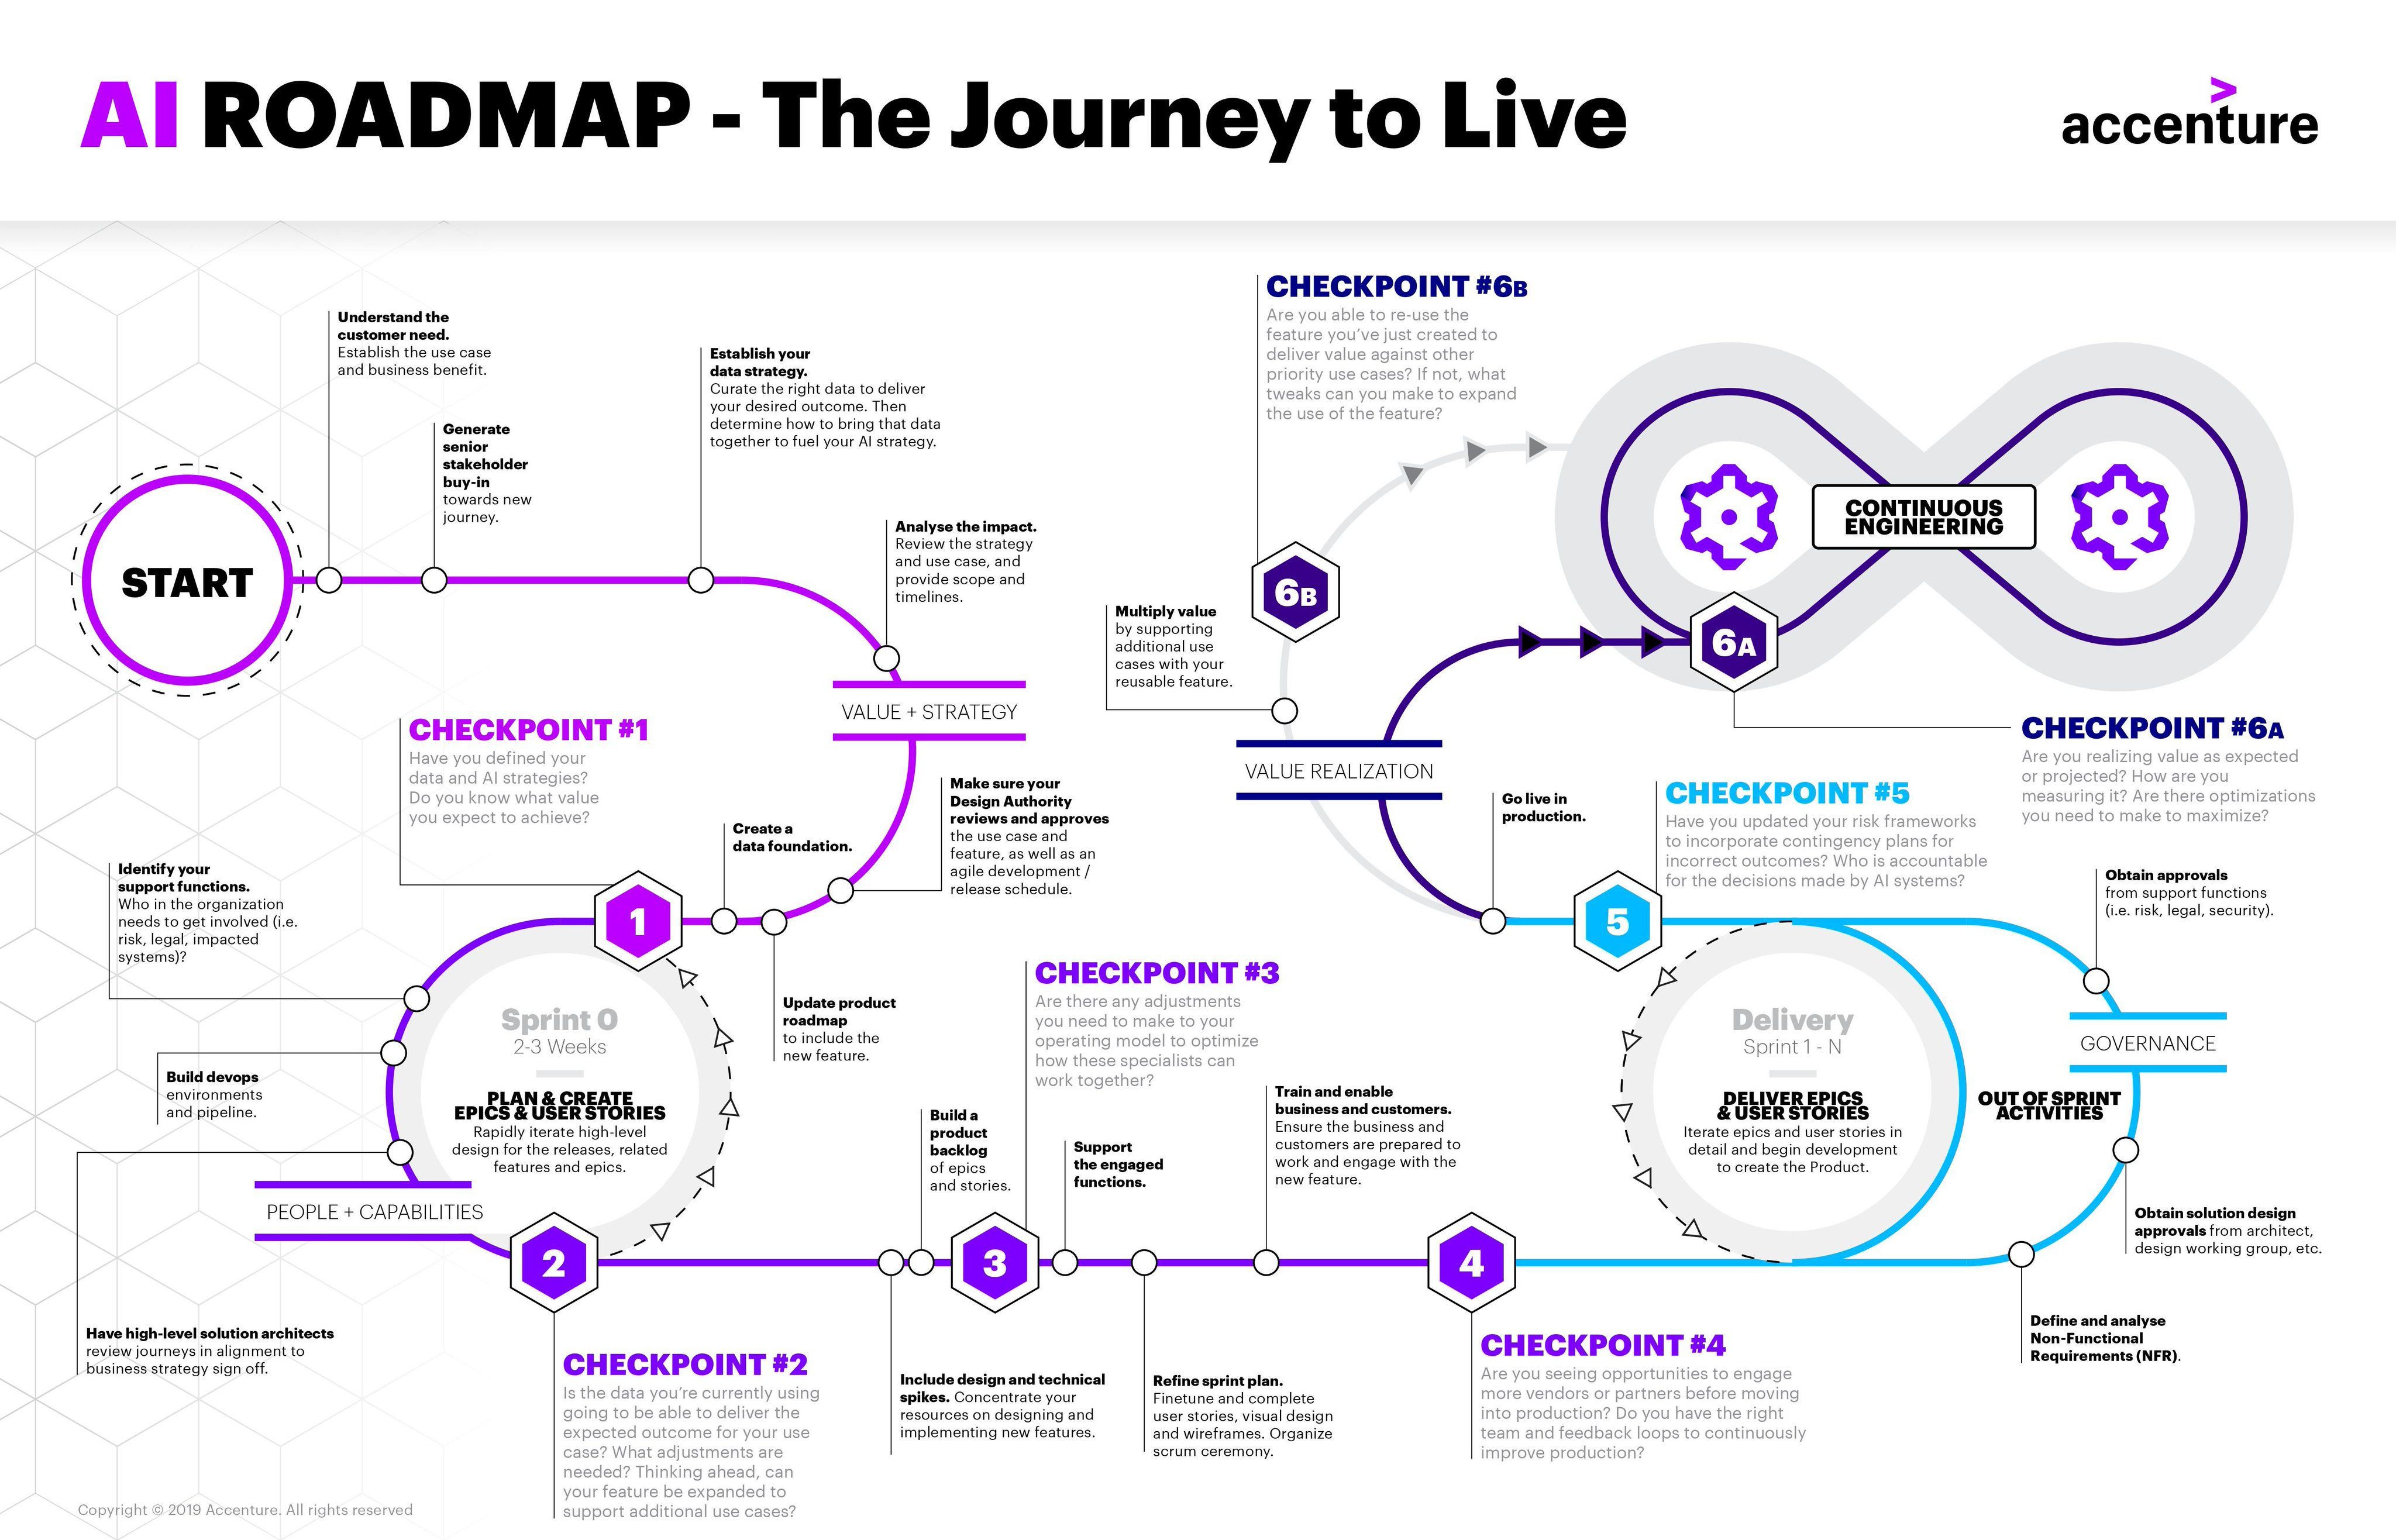 AI ROADMAP - The Journey to Live
>
accenture
START
Understand the
customer need.
Establish the use case
and business benefit.
Generate
senior
stakeholder
buy-in
towards new
journey.
Establish your
data strategy.
Curate the right data to deliver
your desired outcome. Then
determine how to bring that data
together to fuel your AI strategy.
Analyse the impact.
Review the strategy
and use case, and
provide scope and
timelines.
VALUE + STRATEGY
Make sure your
Design Authority
reviews and approves
the use case and
feature, as well as an
agile development /
release schedule.
Update product
roadmap
to include the
new feature.
Create a
data foundation.
CHECKPOINT #1
Have you defined your
data and AI strategies?
Do you know what value
you expect to achieve?
1
Identify your
support functions.
Who in the organization
needs to get involved (i.e.
risk, legal, impacted
systems)?
Build devops
environments
and pipeline.
Have high-level solution architects
review journeys in alignment to
business strategy sign off.
PEOPLE + CAPABILITIES
Sprint 0
2-3 Weeks
PLAN & CREATE
EPICS & USER STORIES
Rapidly iterate high-level
design for the releases, related
features and epics.
2
CHECKPOINT #2
Is the data you're currently using
going to be able to deliver the
expected outcome for your use
case? What adjustments are
needed? Thinking ahead, can
your feature be expanded to
support additional use cases?
Include design and technical
spikes. Concentrate your
resources on designing and
implementing new features.
Build a
product
backlog
of epics
and stories.
3
CHECKPOINT #3
Are there any adjustments
you need to make to your
operating model to optimize
how these specialists can
work together?
Support
the engaged
functions.
Refine sprint plan.
Finetune and complete
user stories, visual design
and wireframes. Organize
scrum ceremony.
Train and enable
business and customers.
Ensure the business and
customers are prepared to
work and engage with the
new feature.
4
CHECKPOINT #4
Are you seeing opportunities to engage
more vendors or partners before moving
into production? Do you have the right
team and feedback loops to continuously
improve production?
Delivery
Sprint 1 - N
DELIVER EPICS
& USER STORIES
Iterate epics and user stories in
detail and begin development
to create the Product.
OUT OF SPRINT
ACTIVITIES
Define and analyse
Non-Functional
Requirements (NFR).
Obtain solution design
approvals from architect,
design working group, etc.
GOVERNANCE
Obtain approvals
from support functions
(i.e. risk, legal, security).
5
CHECKPOINT #5
Have you updated your risk frameworks
to incorporate contingency plans for
incorrect outcomes? Who is accountable
for the decisions made by AI systems?
Go live in
production.
VALUE REALIZATION
6A
CHECKPOINT #6A
Are you realizing value as expected
or projected? How are you
measuring it? Are there optimizations
you need to make to maximize?
CONTINUOUS
ENGINEERING
Multiply value
by supporting
additional use
cases with your
reusable feature.
6B
CHECKPOINT #6B
Are you able to re-use the
feature you've just created to
deliver value against other
priority use cases? If not, what
tweaks can you make to expand
the use of the feature?
Copyright © 2019 Accenture. All rights reserved